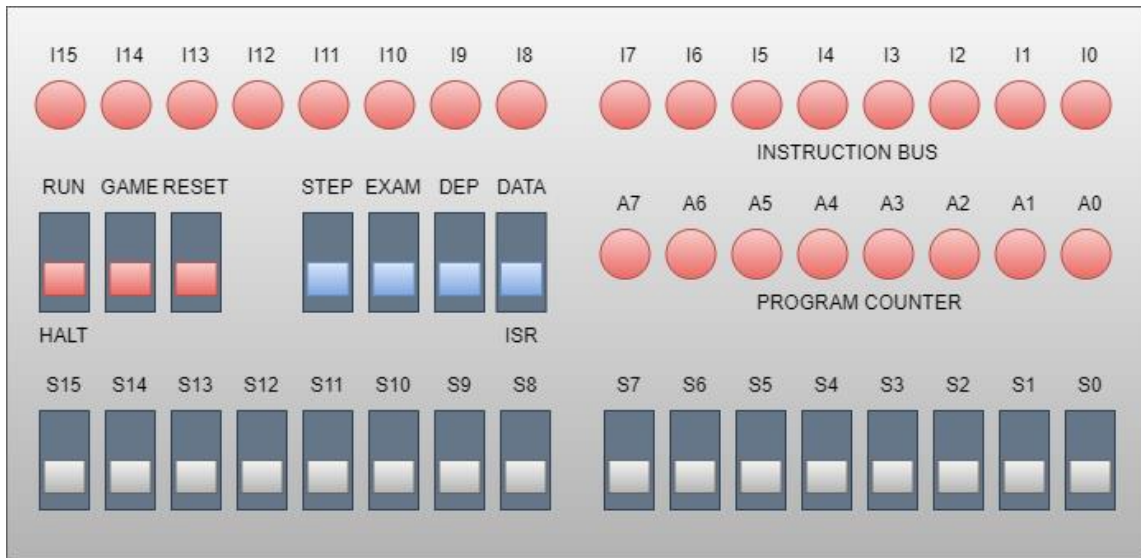 I15 I14 I13 I12 I11 I10 I9 I8 I7 I6 I5 I4 I3 I2 I1 I0
INSTRUCTION BUS
RUN GAME RESET STEP EXAM DEP DATA
A7 A6 A5 A4 A3 A2 A1 A0
PROGRAM COUNTER
HALT ISR
S15 S14 S13 S12 S11 S10 S9 S8 S7 S6 S5 S4 S3 S2 S1 S0